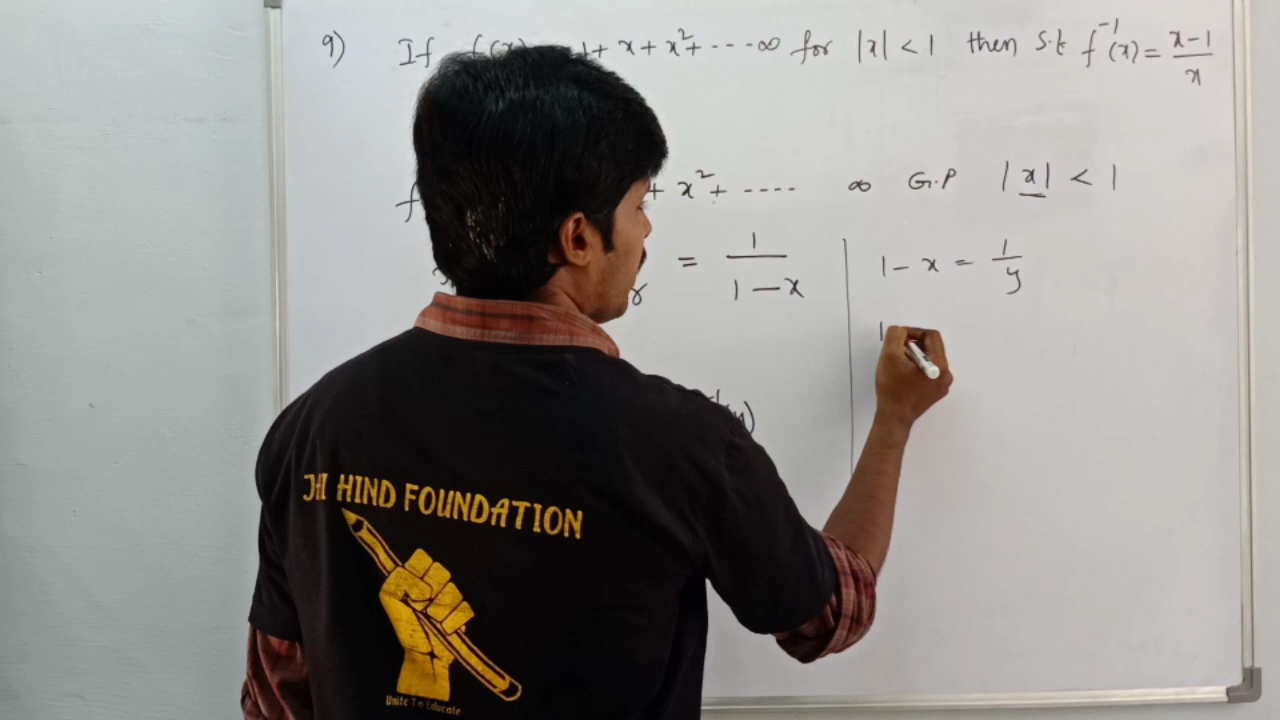 9) If f(x) = 1 + x + x² + ---- ∞ for |x| < 1 then S.t f⁻¹(x) = x-1/x
f + x² + ---- ∞ G.P |x| < 1
r = 1/1-x
1 - x = 1/y
1
(y)
JAI HIND FOUNDATION
Unite To Educate